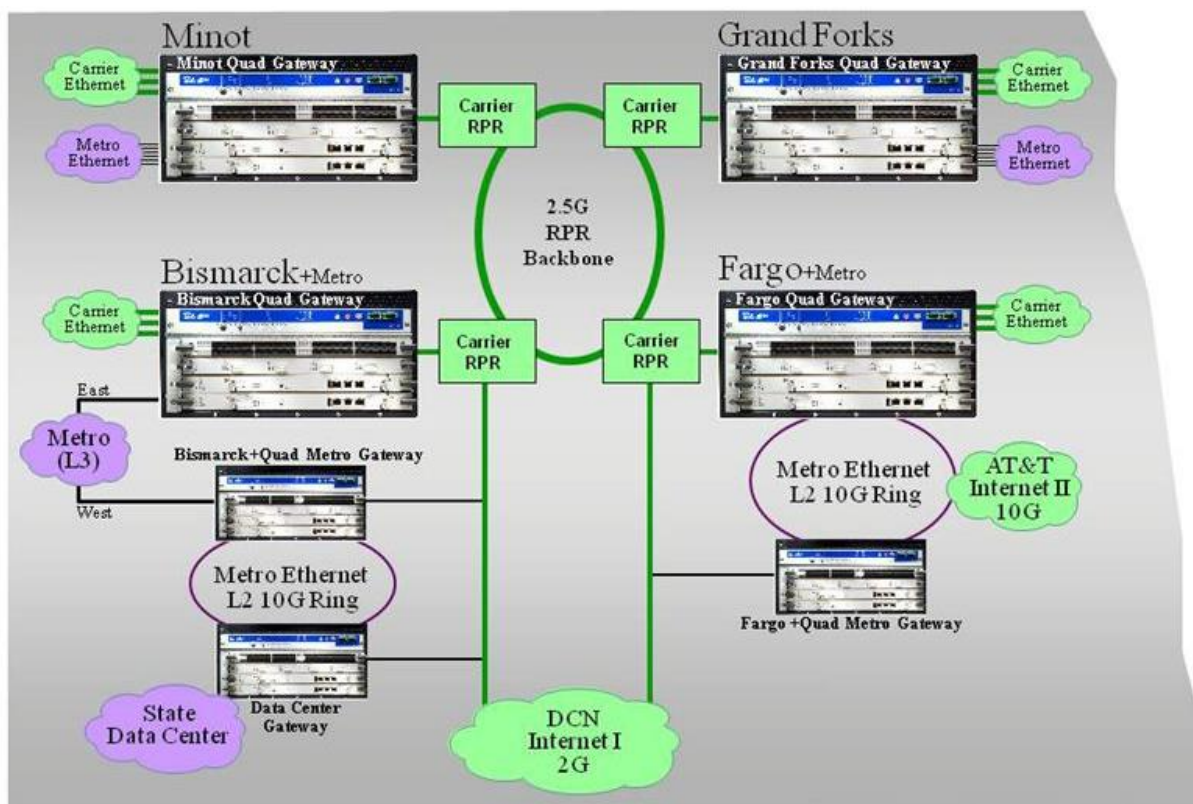 Minot
- Minot Quad Gateway
Carrier
Ethernet
Metro
Ethernet
Carrier
RPR
Carrier
RPR
Grand Forks
- Grand Forks Quad Gateway
Carrier
Ethernet
Metro
Ethernet
2.5G
RPR
Backbone
Bismarck+Metro
- Bismarck Quad Gateway
Carrier
Ethernet
Carrier
RPR
Carrier
RPR
Fargo+Metro
- Fargo Quad Gateway
Carrier
Ethernet
East
Metro
(L3)
West
Bismarck+Quad Metro Gateway
Metro Ethernet
L2 10G Ring
Metro Ethernet
L2 10G Ring
AT&T
Internet II
10G
Fargo +Quad Metro Gateway
State
Data Center
Data Center
Gateway
DCN
Internet I
2G